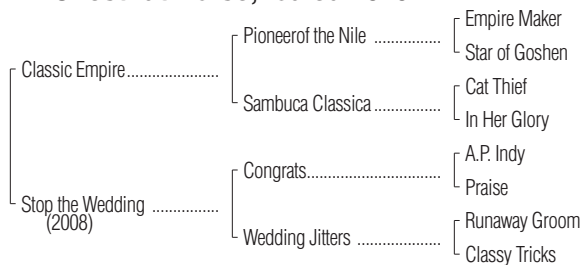 Pioneerof the Nile ................ Empire Maker
Star of Goshen
Classic Empire.......................
Sambuca Classica ................ Cat Thief
In Her Glory
Congrats................................ A.P. Indy
Praise
Stop the Wedding ................
(2008)
Wedding Jitters ................... Runaway Groom
Classy Tricks